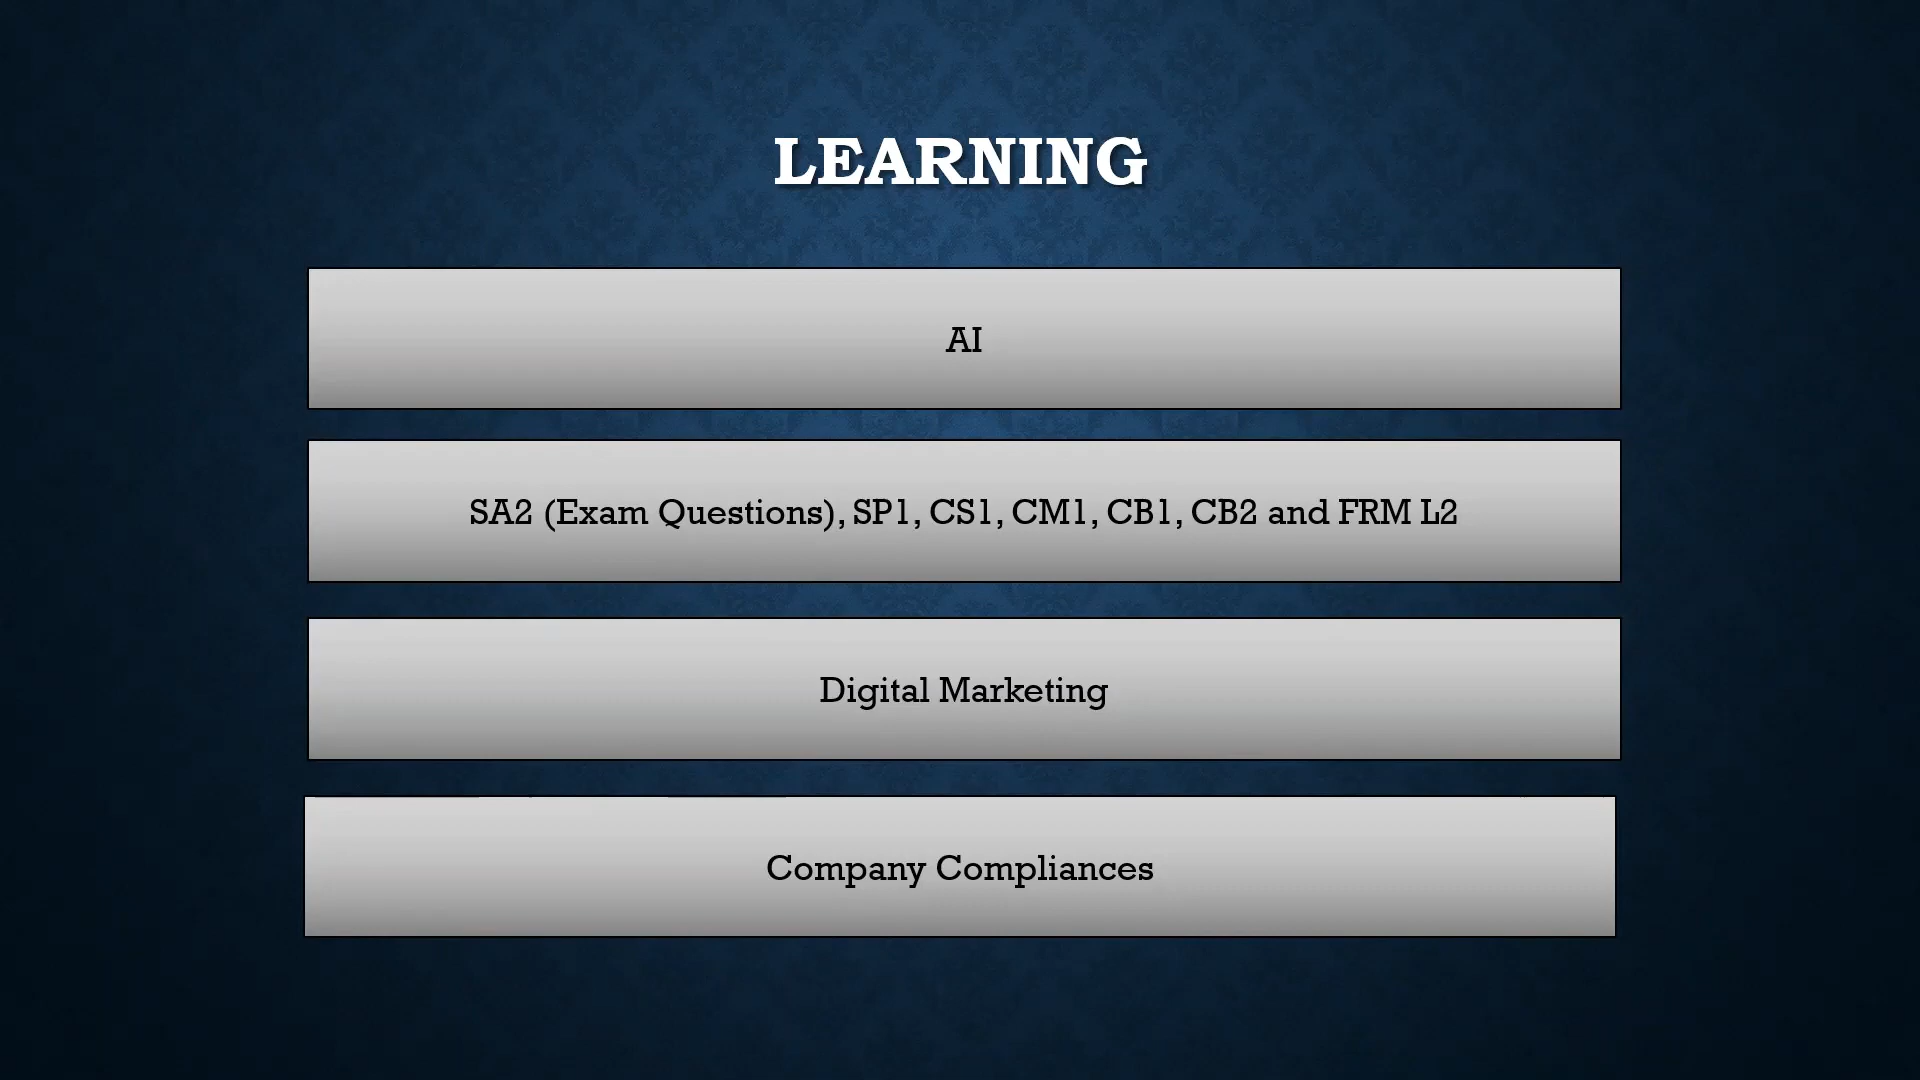 LEARNING
AI
SA2 (Exam Questions), SP1, CS1, CM1, CB1, CB2 and FRM L2
Digital Marketing
Company Compliances